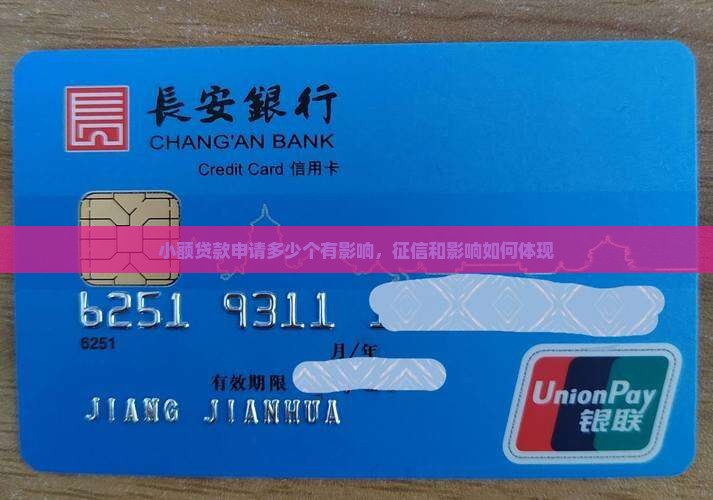 長安銀行
CHANG'AN BANK
Credit Card 信用卡
小额贷款申请多少个有影响，征信和影响如何体现
6251 9311 1
6251
月/年
有效期限
JIANG JIANHUA
UnionPay
银联